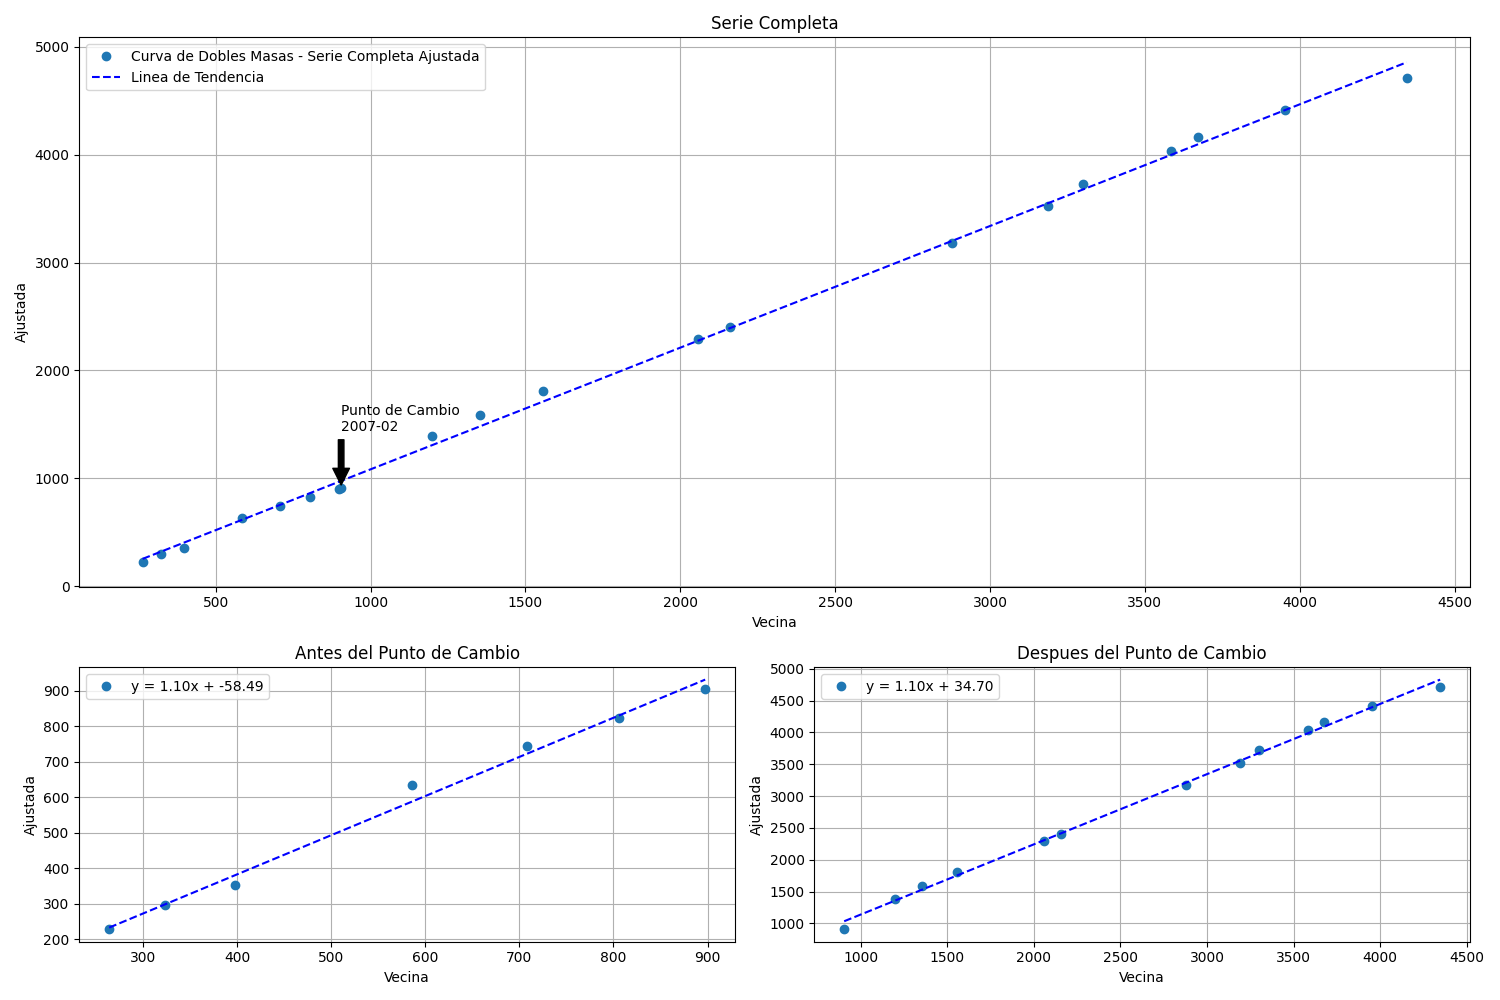 Serie Completa
Curva de Dobles Masas - Serie Completa Ajustada
Linea de Tendencia
5000
4000
3000
2000
1000
0
Ajustada
Punto de Cambio
2007-02
500 1000 1500 2000 2500 3000 3500 4000 4500
Vecina
Antes del Punto de Cambio
y = 1.10x + -58.49
900
800
700
600
500
400
300
200
Ajustada
300 400 500 600 700 800 900
Vecina
Despues del Punto de Cambio
y = 1.10x + 34.70
5000
4500
4000
3500
3000
2500
2000
1500
1000
Ajustada
1000 1500 2000 2500 3000 3500 4000 4500
Vecina